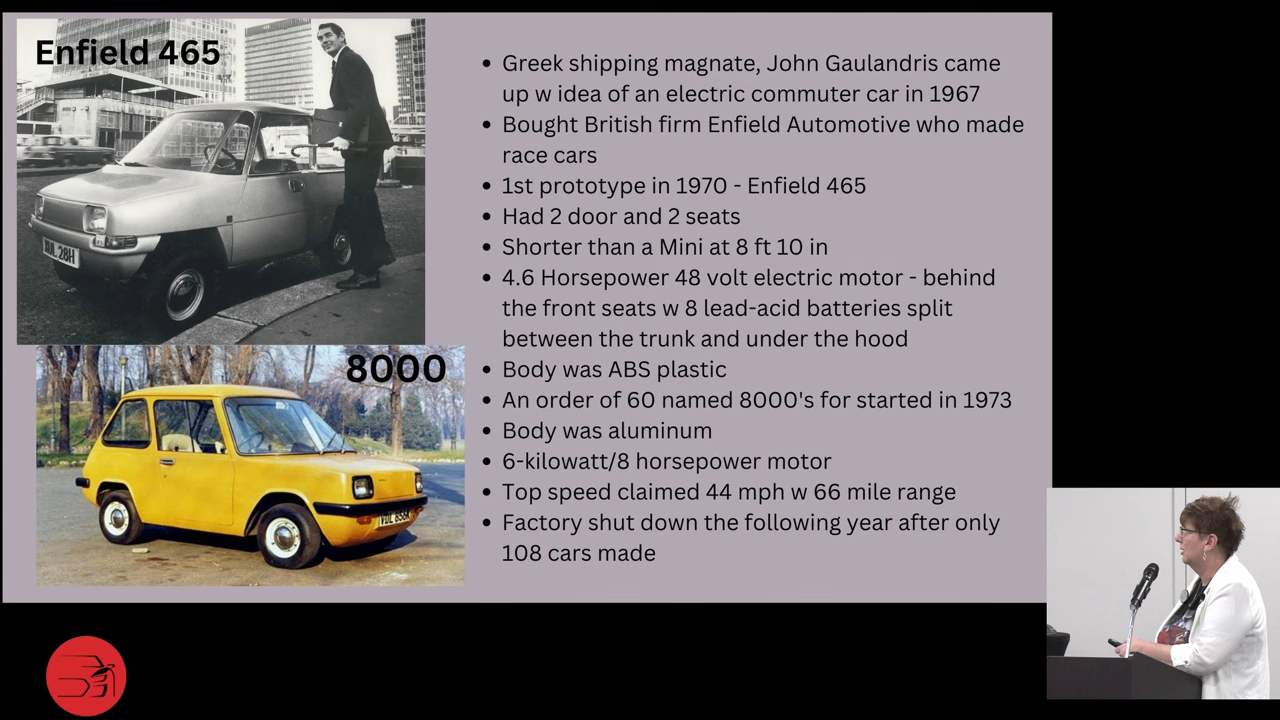 Enfield 465
XUL 28H
8000
VUL 856K
• Greek shipping magnate, John Gaulandris came
up w idea of an electric commuter car in 1967
• Bought British firm Enfield Automotive who made
race cars
• 1st prototype in 1970 - Enfield 465
• Had 2 door and 2 seats
• Shorter than a Mini at 8 ft 10 in
• 4.6 Horsepower 48 volt electric motor - behind
the front seats w 8 lead-acid batteries split
between the trunk and under the hood
• Body was ABS plastic
• An order of 60 named 8000's for started in 1973
• Body was aluminum
• 6-kilowatt/8 horsepower motor
• Top speed claimed 44 mph w 66 mile range
• Factory shut down the following year after only
108 cars made